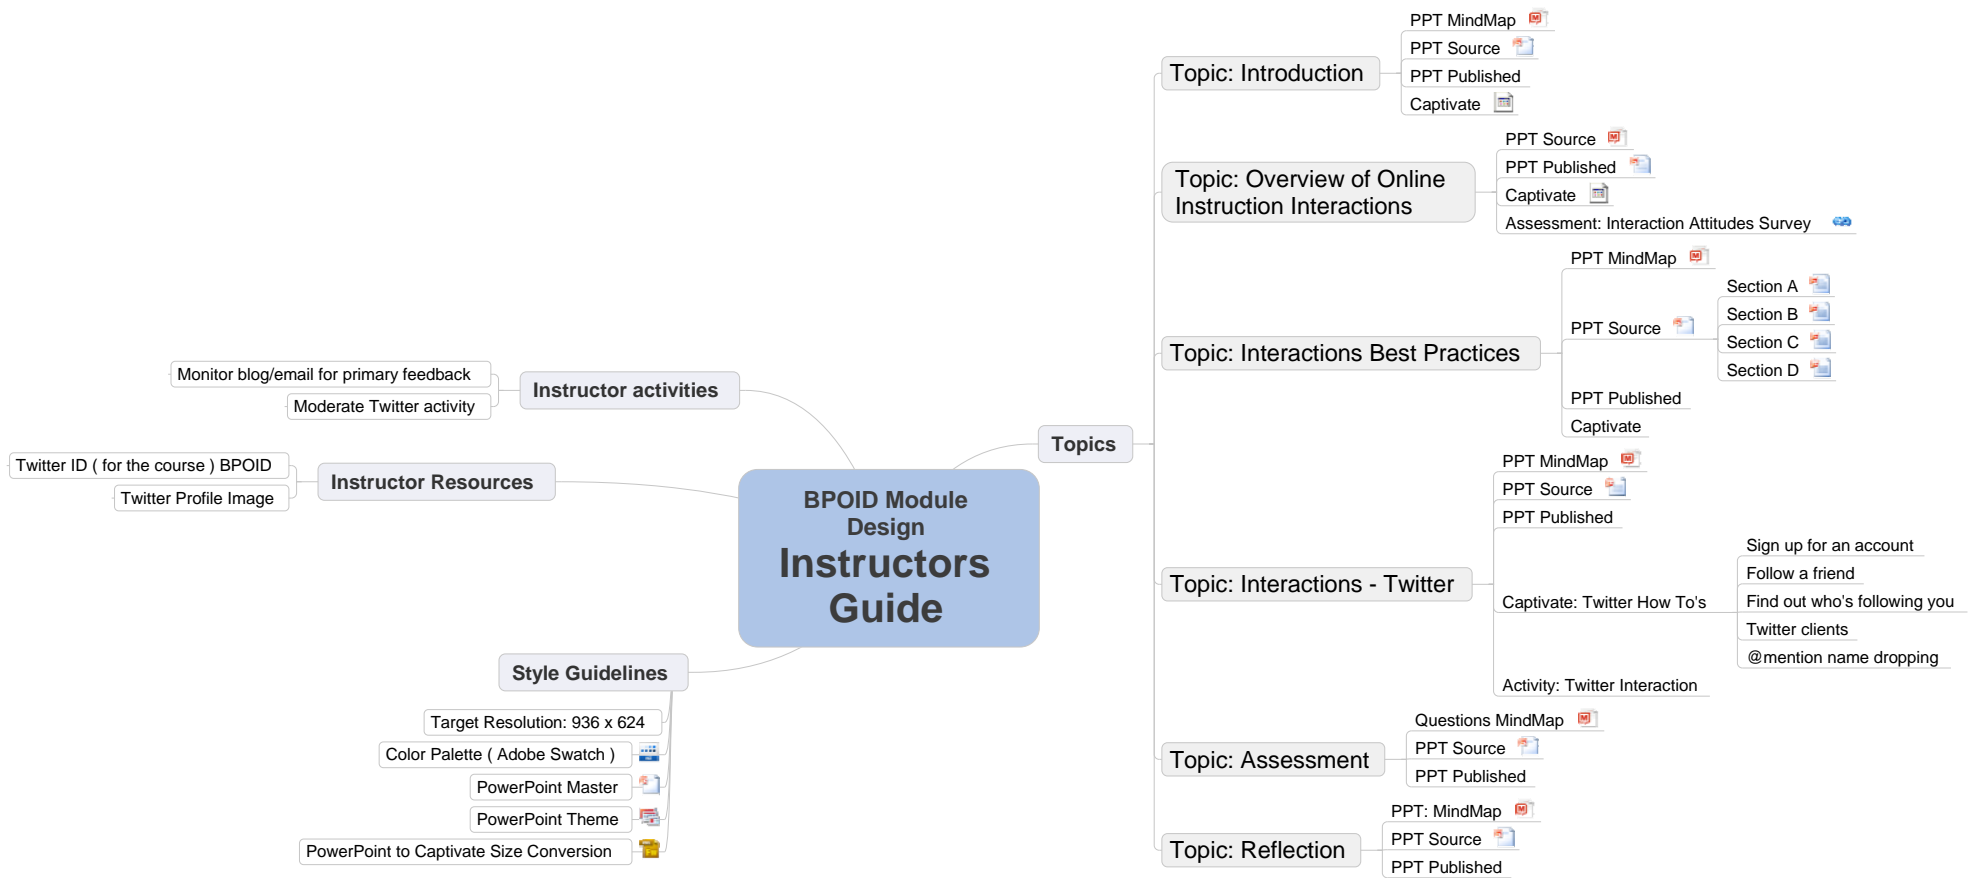 BPOID Module
Design
Instructors
Guide
Topics
Topic: Introduction
PPT MindMap
PPT Source
PPT Published
Captivate
Topic: Overview of Online
Instruction Interactions
PPT Source
PPT Published
Captivate
Assessment: Interaction Attitudes Survey
Topic: Interactions Best Practices
PPT MindMap
PPT Source
Section A
Section B
Section C
Section D
PPT Published
Captivate
Topic: Interactions - Twitter
PPT MindMap
PPT Source
PPT Published
Captivate: Twitter How To's
Sign up for an account
Follow a friend
Find out who's following you
Twitter clients
@mention name dropping
Activity: Twitter Interaction
Topic: Assessment
Questions MindMap
PPT Source
PPT Published
Topic: Reflection
PPT: MindMap
PPT Source
PPT Published
Instructor activities
Monitor blog/email for primary feedback
Moderate Twitter activity
Instructor Resources
Twitter ID ( for the course ) BPOID
Twitter Profile Image
Style Guidelines
Target Resolution: 936 x 624
Color Palette ( Adobe Swatch )
PowerPoint Master
PowerPoint Theme
PowerPoint to Captivate Size Conversion